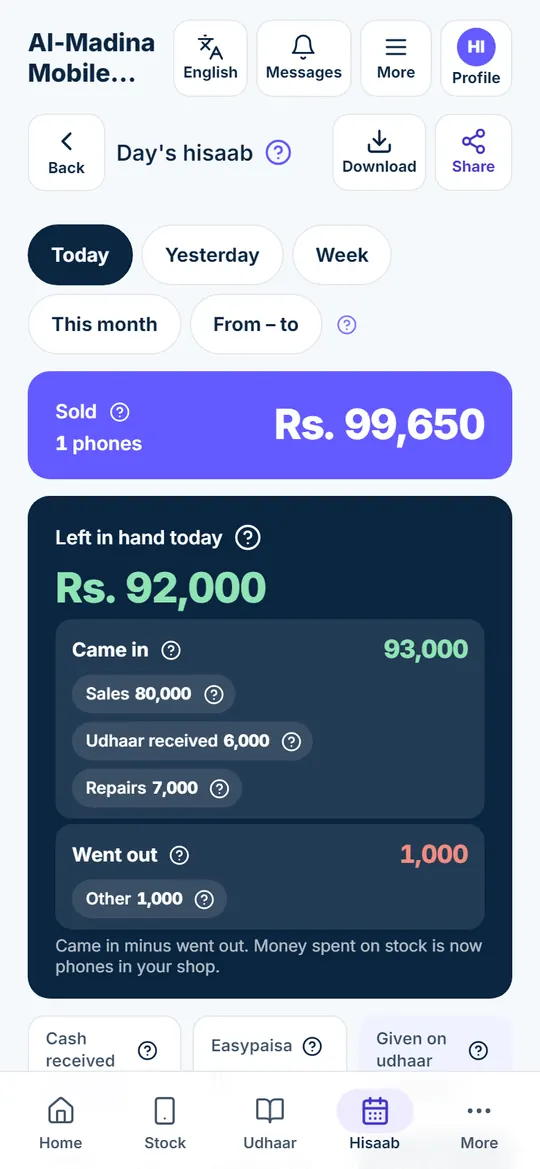 Al-Madina
Mobile...
English
Messages
More
HI
Profile
Back
Day's hisaab
Download
Share
Today
Yesterday
Week
This month
From – to
Sold
1 phones
Rs. 99,650
Left in hand today
Rs. 92,000
Came in
93,000
Sales 80,000
Udhaar received 6,000
Repairs 7,000
Went out
1,000
Other 1,000
Came in minus went out. Money spent on stock is now
phones in your shop.
Cash
received
Easypaisa
Given on
udhaar
Home
Stock
Udhaar
Hisaab
More